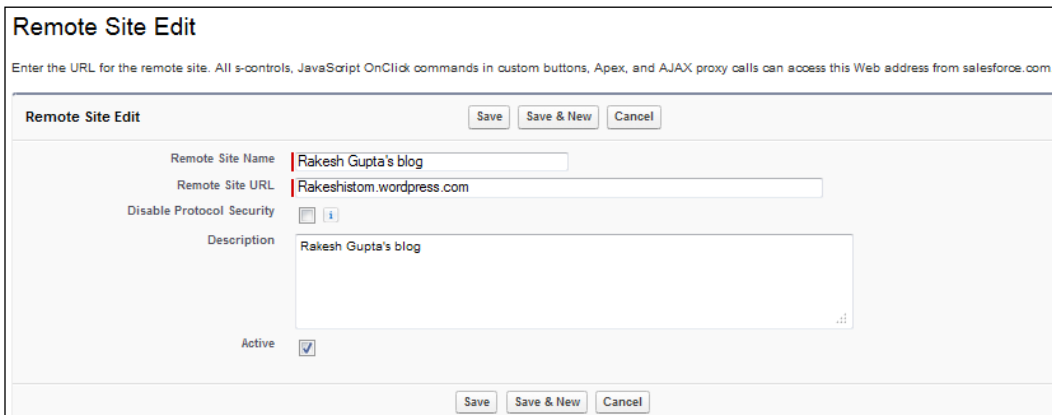 Remote Site Edit
Enter the URL for the remote site. All s-controls, JavaScript OnClick commands in custom buttons, Apex, and AJAX proxy calls can access this Web address from salesforce.com
Remote Site Edit
Save Save & New Cancel
Remote Site Name Rakesh Gupta's blog
Remote Site URL Rakeshistom.wordpress.com
Disable Protocol Security i
Description Rakesh Gupta's blog
Active
Save Save & New Cancel